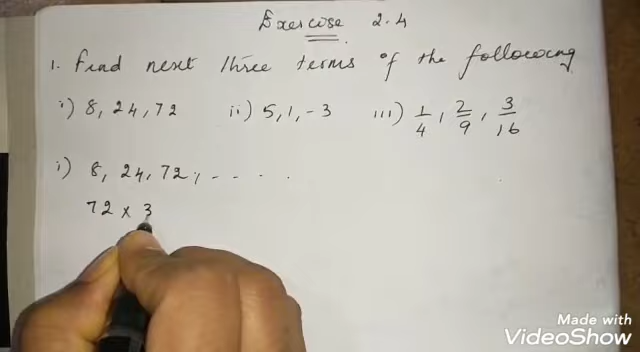 Exercise 2.4
1. Find next three terms of the following
i) 8, 24, 72 ii) 5, 1, -3 iii) 1/4, 2/9, 3/16
i) 8, 24, 72, - - - - .
72 x 3
Made with
VideoShow